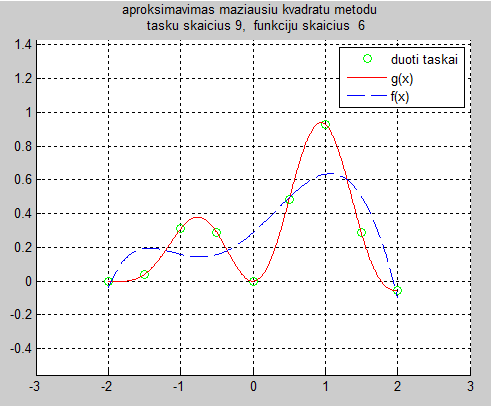 aproksimavimas maziausiu kvadratu metodu
tasku skaicius 9, funkciju skaicius 6
1.4
1.2
1
0.8
0.6
0.4
0.2
0
-0.2
-0.4
duoti taskai
g(x)
f(x)
-3 -2 -1 0 1 2 3